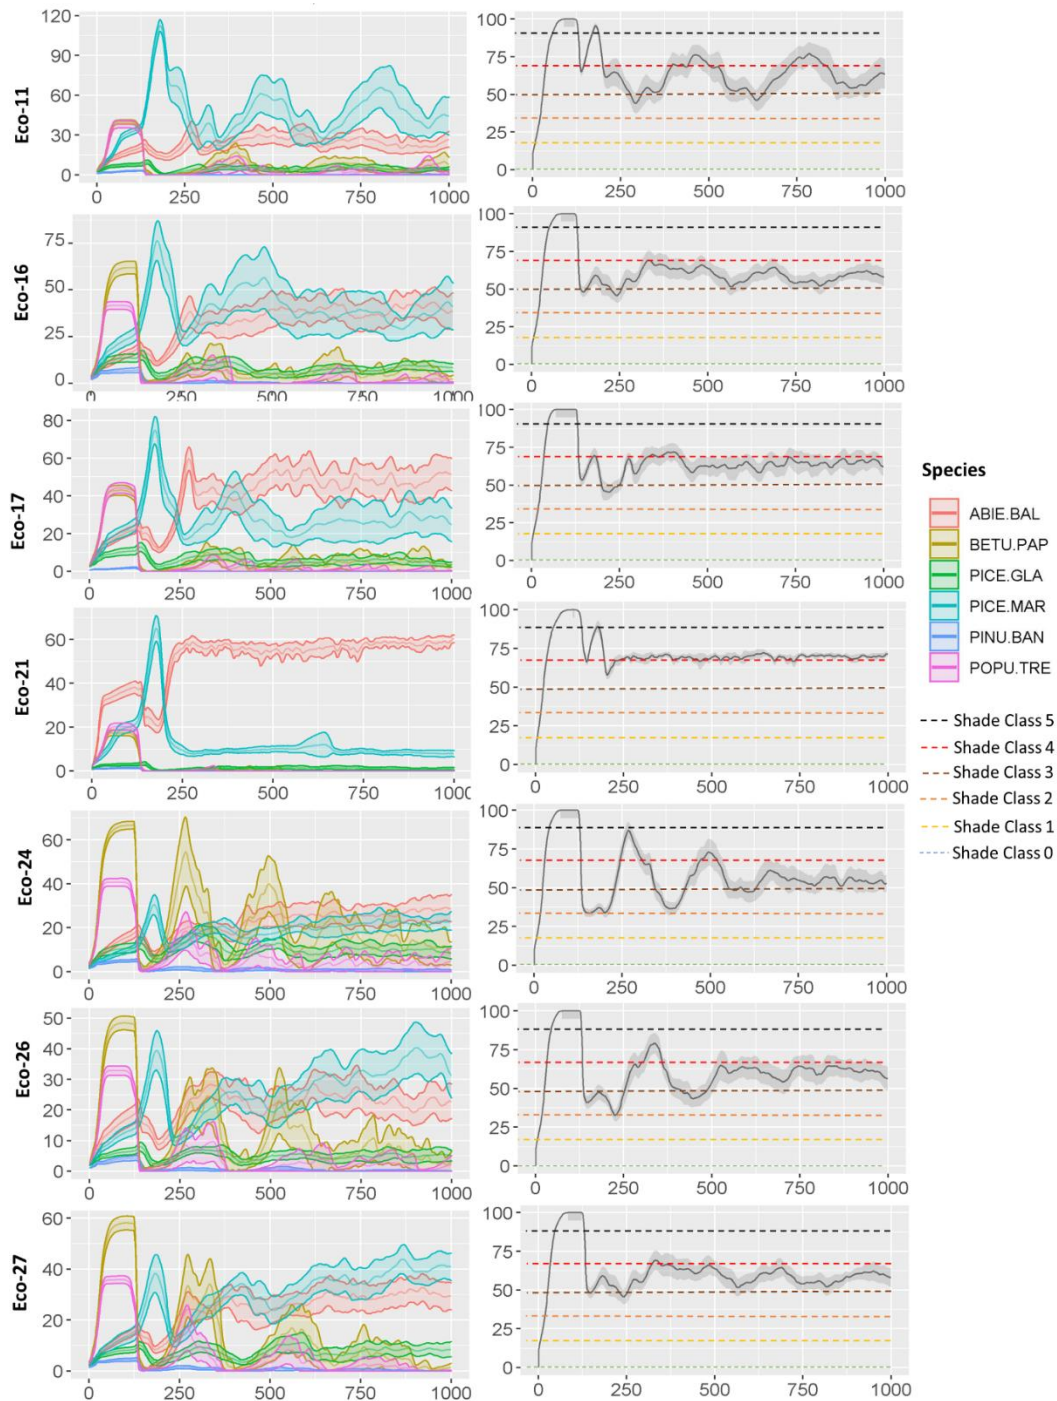 Eco-11
120
90
60
30
0
0 250 500 750 1000
100
75
50
25
0
0 250 500 750 1000
Eco-16
75
50
25
0
0 250 500 750 1000
100
75
50
25
0
0 250 500 750 1000
Eco-17
80
60
40
20
0
0 250 500 750 1000
100
75
50
25
0
0 250 500 750 1000
Eco-21
60
40
20
0
0 250 500 750 1000
100
75
50
25
0
0 250 500 750 1000
Eco-24
60
40
20
0
0 250 500 750 1000
100
75
50
25
0
0 250 500 750 1000
Eco-26
50
40
30
20
10
0
0 250 500 750 1000
100
75
50
25
0
0 250 500 750 1000
Eco-27
60
40
20
0
0 250 500 750 1000
100
75
50
25
0
0 250 500 750 1000
Species
ABIE.BAL
BETU.PAP
PICE.GLA
PICE.MAR
PINU.BAN
POPU.TRE
Shade Class 5
Shade Class 4
Shade Class 3
Shade Class 2
Shade Class 1
Shade Class 0